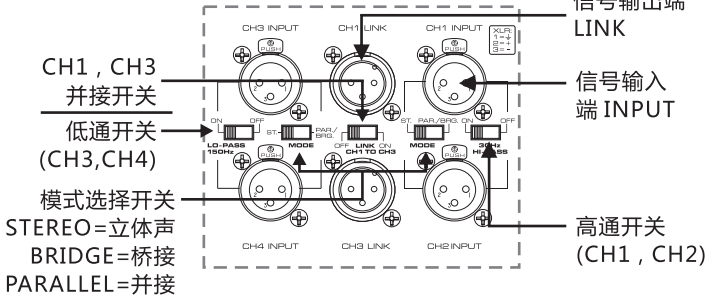 信号输出端
LINK
CH3 INPUT
CH1 LINK
CH1 INPUT
XLR:
1=⏚
2=+
3=-
PUSH
PUSH
CH1 , CH3
并接开关
信号输入
端 INPUT
2 1
3
ON OFF
ST. PAR/BRG.
ST. PAR/BRG. ON OFF
低通开关
(CH3,CH4)
LO-PASS
150Hz
MODE
OFF LINK ON
CH1 TO CH3
MODE
30Hz
HI-PASS
PUSH
PUSH
模式选择开关
STEREO=立体声
BRIDGE=桥接
PARALLEL=并接
高通开关
(CH1 , CH2)
CH4 INPUT
CH3 LINK
CH2 INPUT